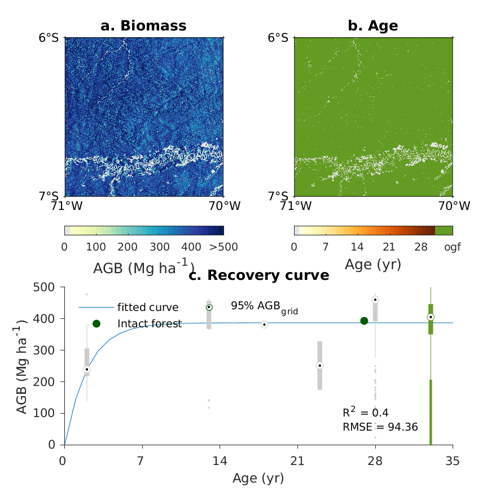 a. Biomass
b. Age
6°S
6°S
7°S
7°S
71°W
70°W
71°W
70°W
0 100 200 300 400 >500
0 7 14 21 28 ogf
AGB (Mg ha⁻¹)
Age (yr)
c. Recovery curve
500
400
300
200
100
0
AGB (Mg ha⁻¹)
fitted curve
Intact forest
95% AGB_grid
R² = 0.4
RMSE = 94.36
0 7 14 21 28 35
Age (yr)